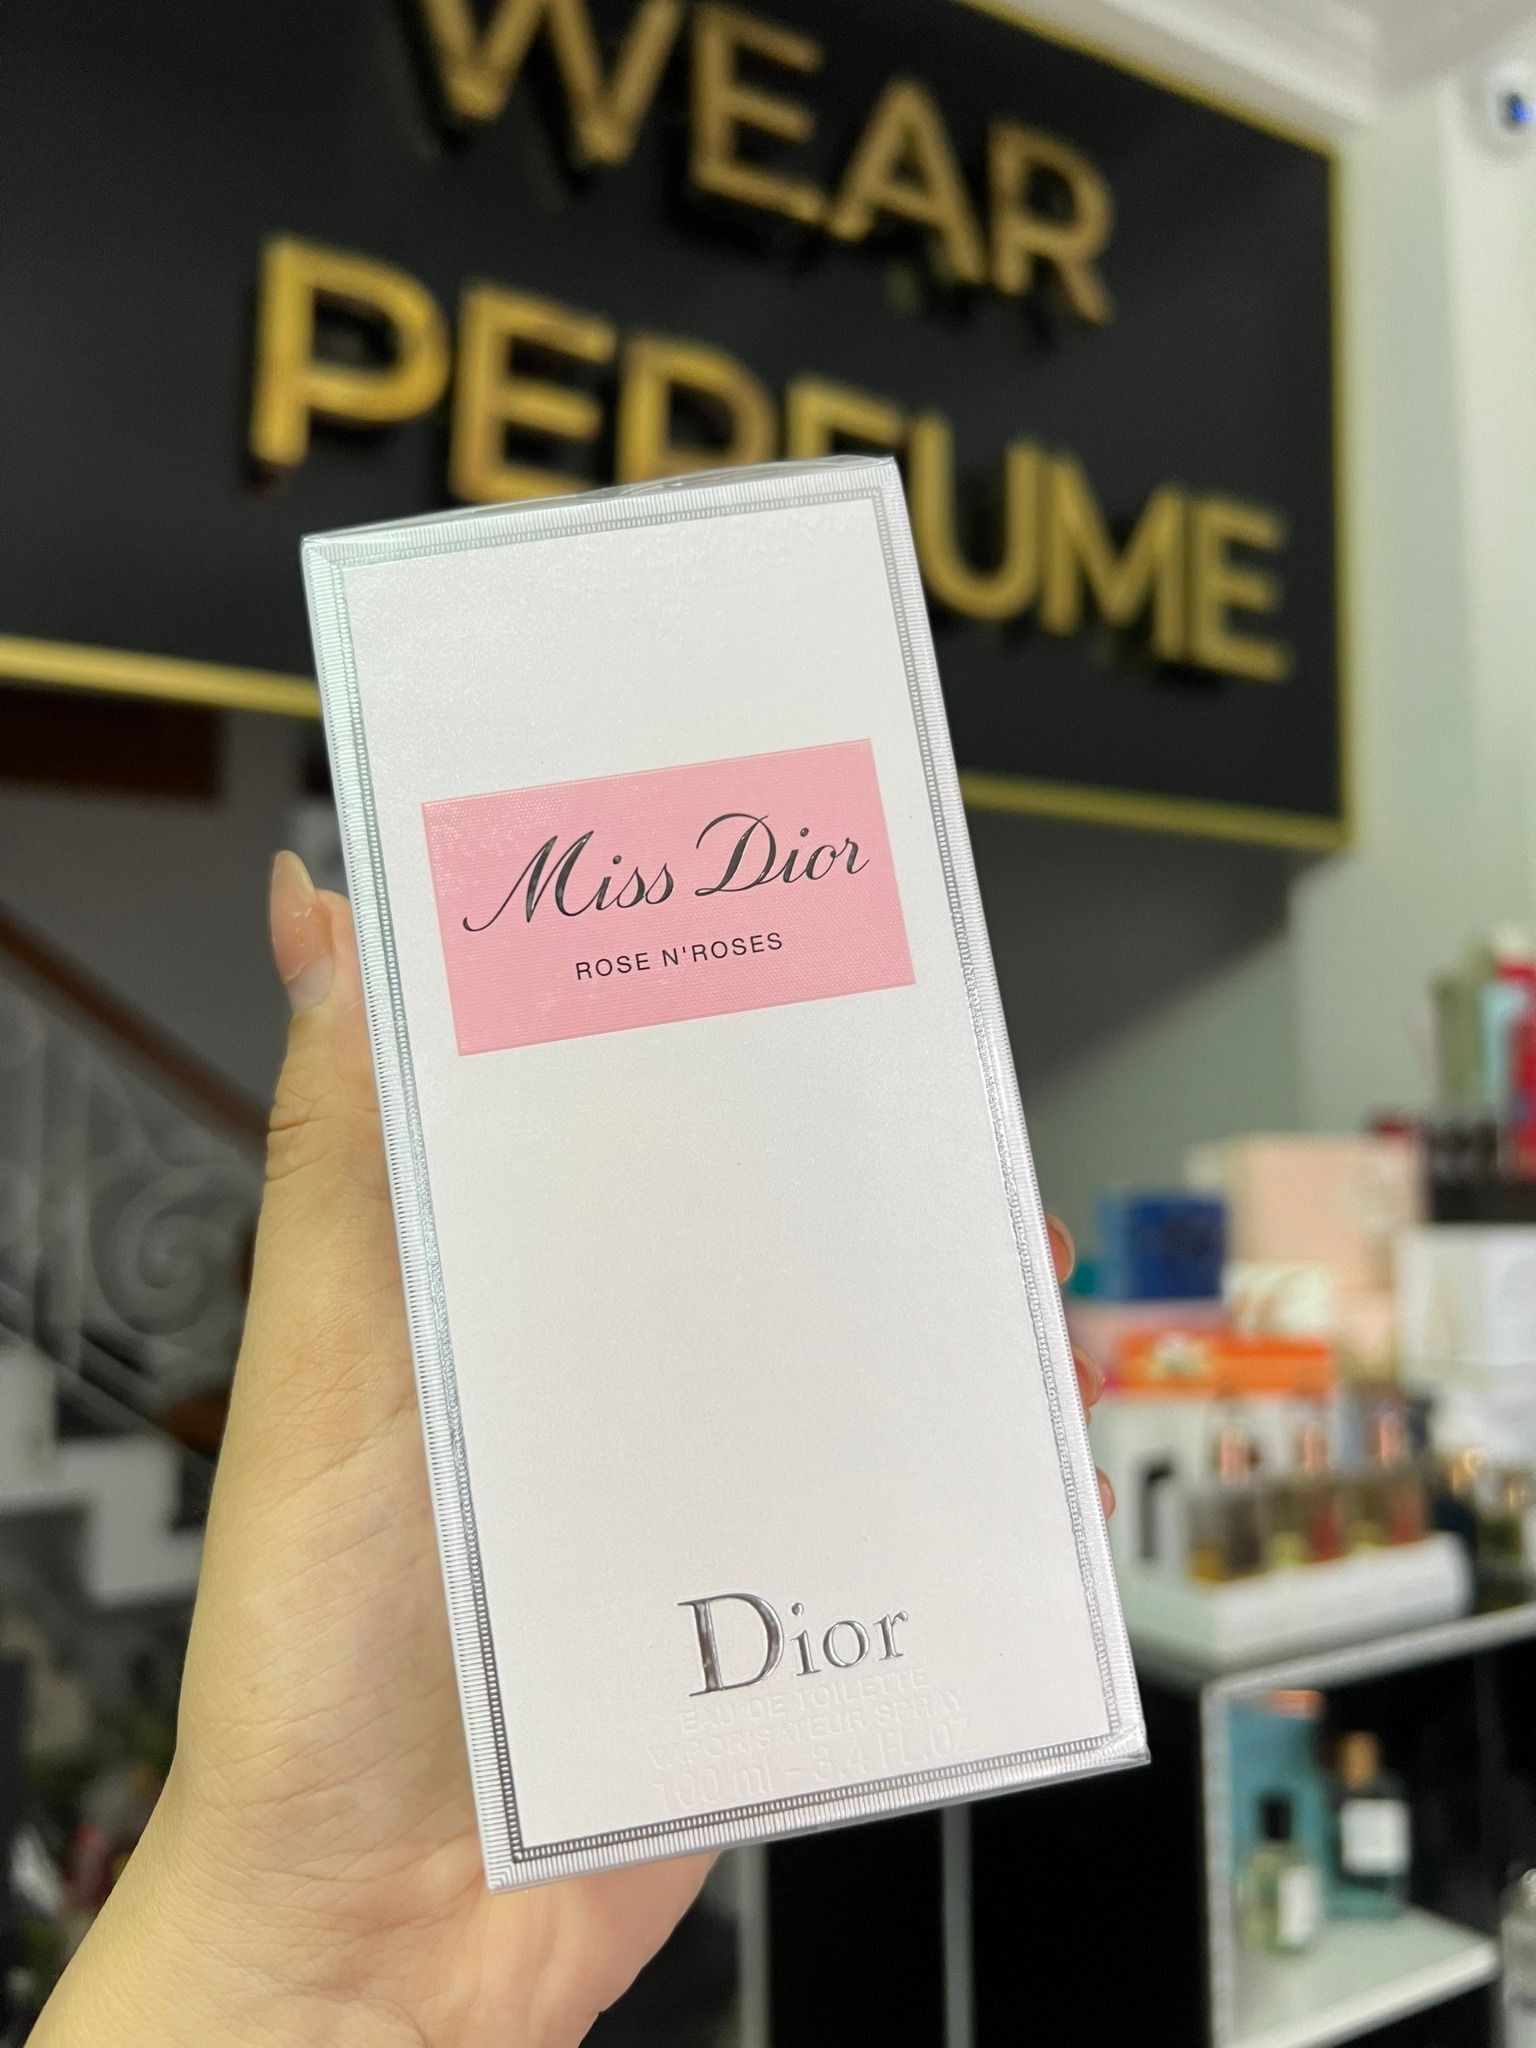 WEAR
PERFUME
Miss Dior
ROSE N'ROSES
Dior
EAU DE TOILETTE
VAPORISATEUR SPRAY
100 ml - 3.4 FL.OZ